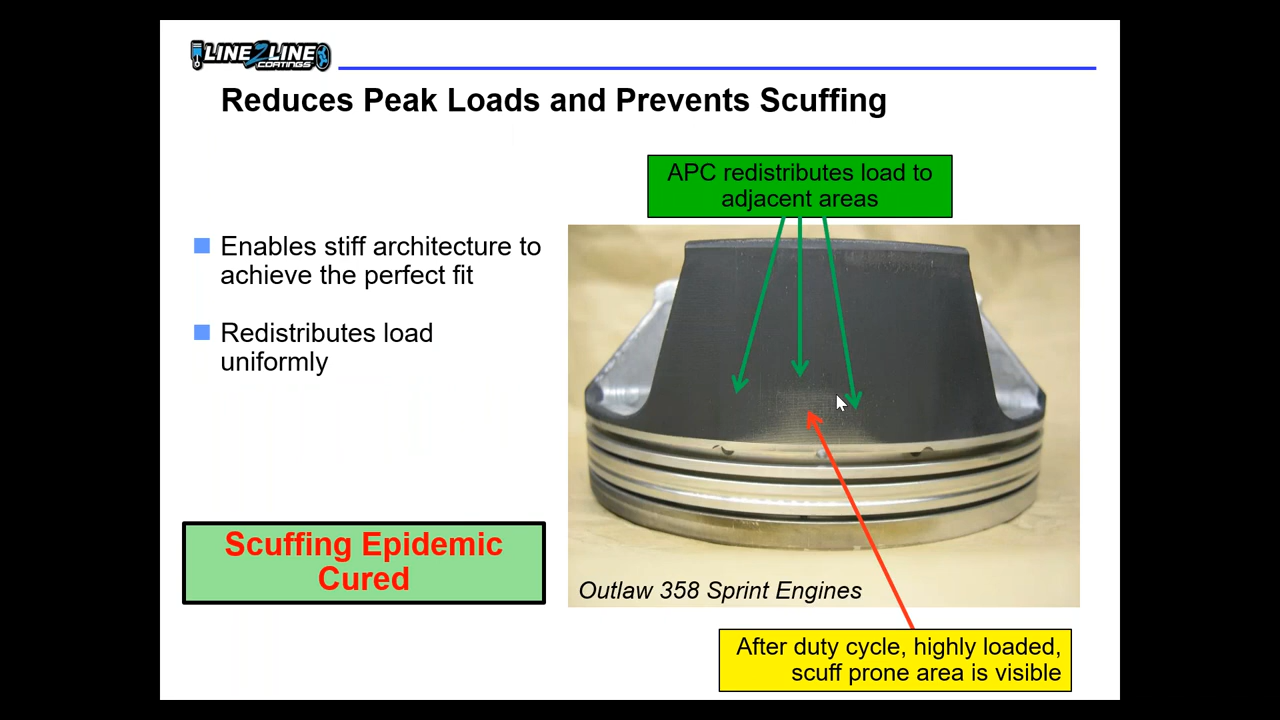 LINE2LINE
COATINGS
Reduces Peak Loads and Prevents Scuffing
APC redistributes load to
adjacent areas
Enables stiff architecture to
achieve the perfect fit
Redistributes load
uniformly
Scuffing Epidemic
Cured
Outlaw 358 Sprint Engines
After duty cycle, highly loaded,
scuff prone area is visible